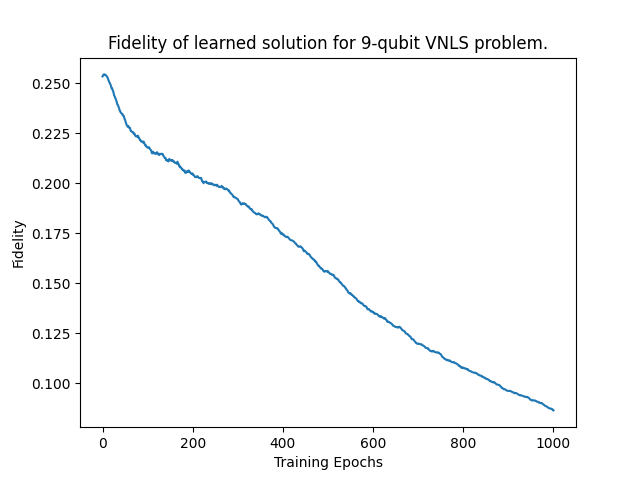 Fidelity of learned solution for 9-qubit VNLS problem.
0.250
0.225
0.200
0.175
0.150
0.125
0.100
Fidelity
0 200 400 600 800 1000
Training Epochs